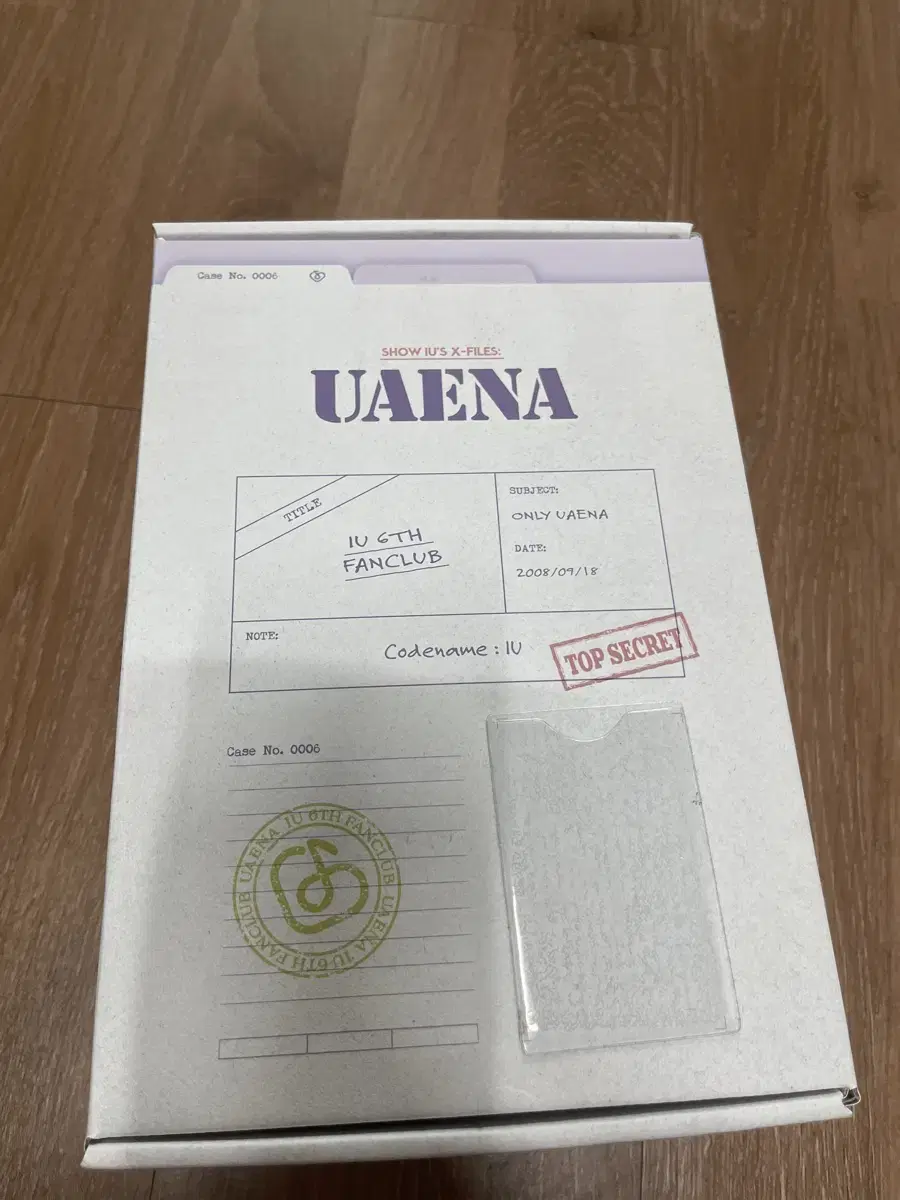 Case No. 0006
SHOW IU'S X-FILES:
UAENA
TITLE
IU 6TH
FANCLUB
SUBJECT:
ONLY UAENA
DATE:
2008/09/18
NOTE:
Codename : IU
TOP SECRET
Case No. 0006
UAENA IU 6TH FANCLUB UAENA IU 6TH FANCLUB